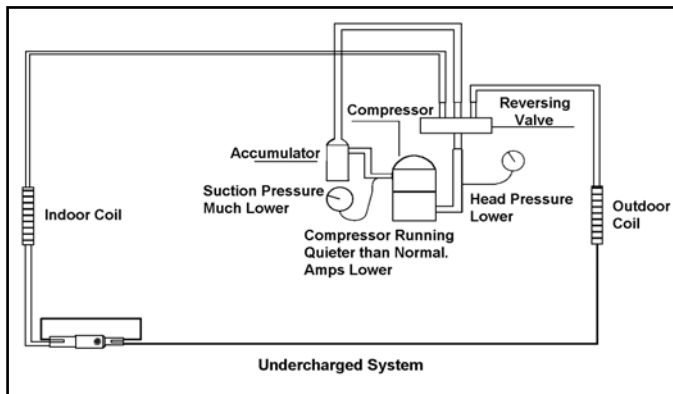 Compressor
Reversing
Valve
Accumulator
Suction Pressure
Much Lower
Head Pressure
Lower
Indoor Coil
Outdoor
Coil
Compressor Running
Quieter than Normal.
Amps Lower
Undercharged System